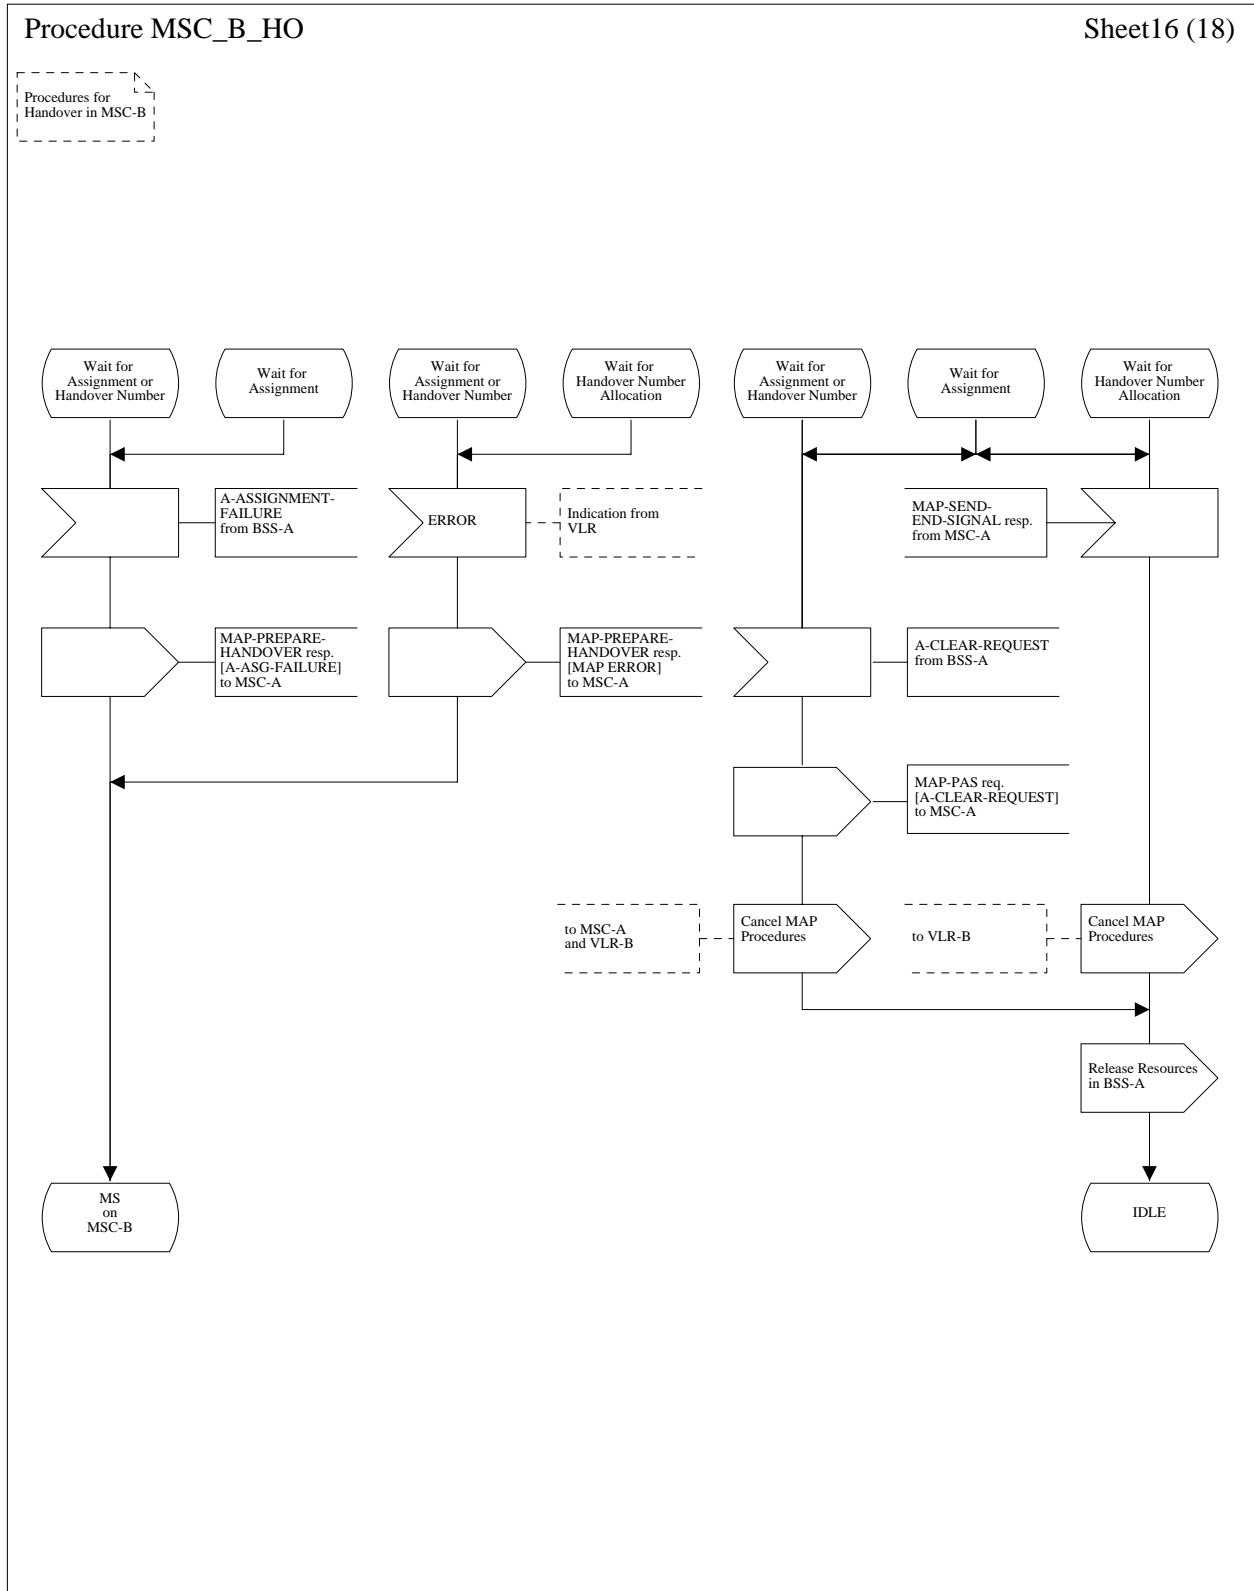 Procedure MSC_B_HO
Sheet16 (18)
Procedures for
Handover in MSC-B
Wait for
Assignment or
Handover Number
Wait for
Assignment
Wait for
Assignment or
Handover Number
Wait for
Handover Number
Allocation
Wait for
Assignment or
Handover Number
Wait for
Assignment
Wait for
Handover Number
Allocation
A-ASSIGNMENT-
FAILURE
from BSS-A
ERROR
Indication from
VLR
MAP-SEND-
END-SIGNAL resp.
from MSC-A
MAP-PREPARE-
HANDOVER resp.
[A-ASG-FAILURE]
to MSC-A
MAP-PREPARE-
HANDOVER resp.
[MAP ERROR]
to MSC-A
A-CLEAR-REQUEST
from BSS-A
MAP-PAS req.
[A-CLEAR-REQUEST]
to MSC-A
to MSC-A
and VLR-B
Cancel MAP
Procedures
to VLR-B
Cancel MAP
Procedures
Release Resources
in BSS-A
MS
on
MSC-B
IDLE